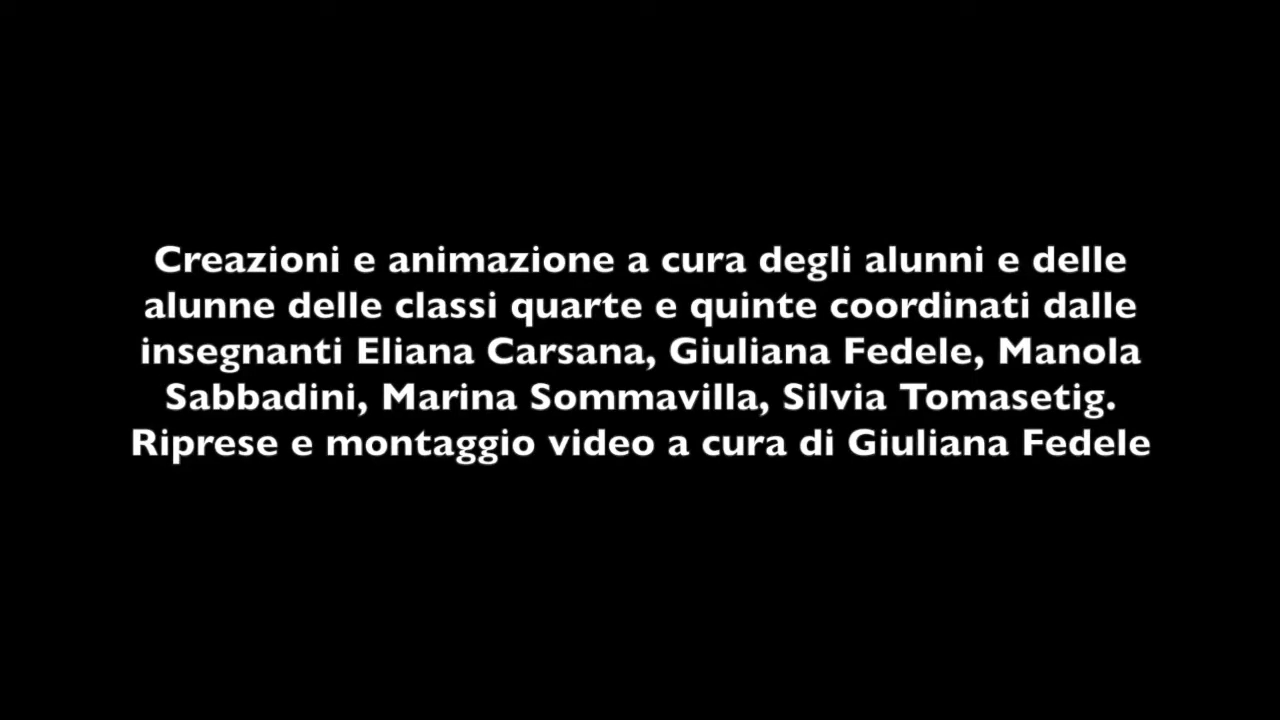 Creazioni e animazione a cura degli alunni e delle
alunne delle classi quarte e quinte coordinati dalle
insegnanti Eliana Carsana, Giuliana Fedele, Manola
Sabbadini, Marina Sommavilla, Silvia Tomasetig.
Riprese e montaggio video a cura di Giuliana Fedele